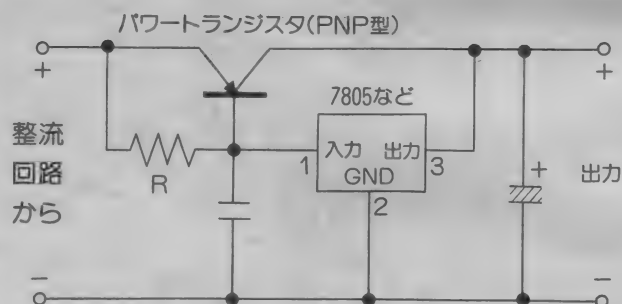 パワートランジスタ(PNP型)
+
+
7805など
整流
回路
から
R
1
入力 出力
GND
3
2
+
出力
−
−